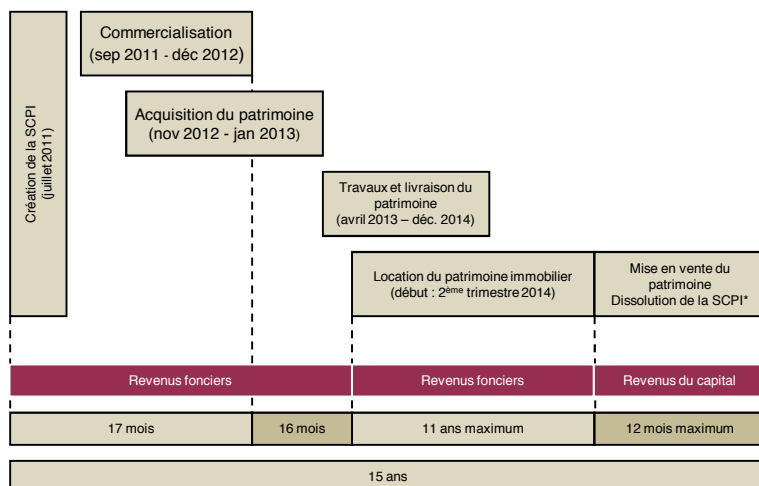 Création de la SCPI
(juillet 2011)
Commercialisation
(sep 2011 - déc 2012)
Acquisition du patrimoine
(nov 2012 - jan 2013)
Travaux et livraison du
patrimoine
(avril 2013 – déc. 2014)
Location du patrimoine immobilier
(début : 2ème trimestre 2014)
Mise en vente du
patrimoine
Dissolution de la SCPI*
Revenus fonciers
Revenus fonciers
Revenus du capital
17 mois
16 mois
11 ans maximum
12 mois maximum
15 ans